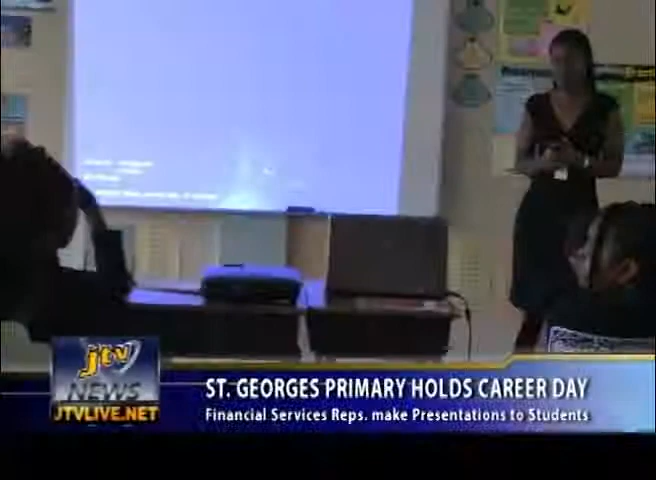 jtv
NEWS
JTVLIVE.NET
ST. GEORGES PRIMARY HOLDS CAREER DAY
Financial Services Reps. make Presentations to Students